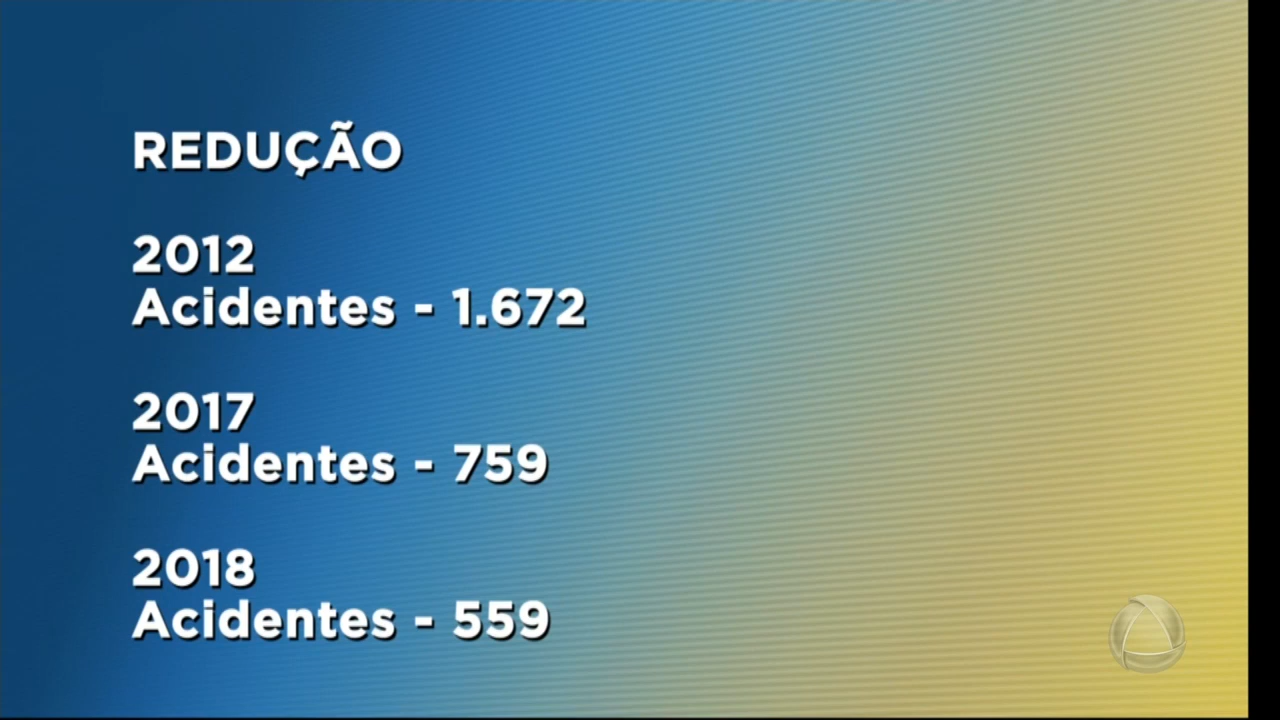 REDUÇÃO
2012
Acidentes - 1.672
2017
Acidentes - 759
2018
Acidentes - 559